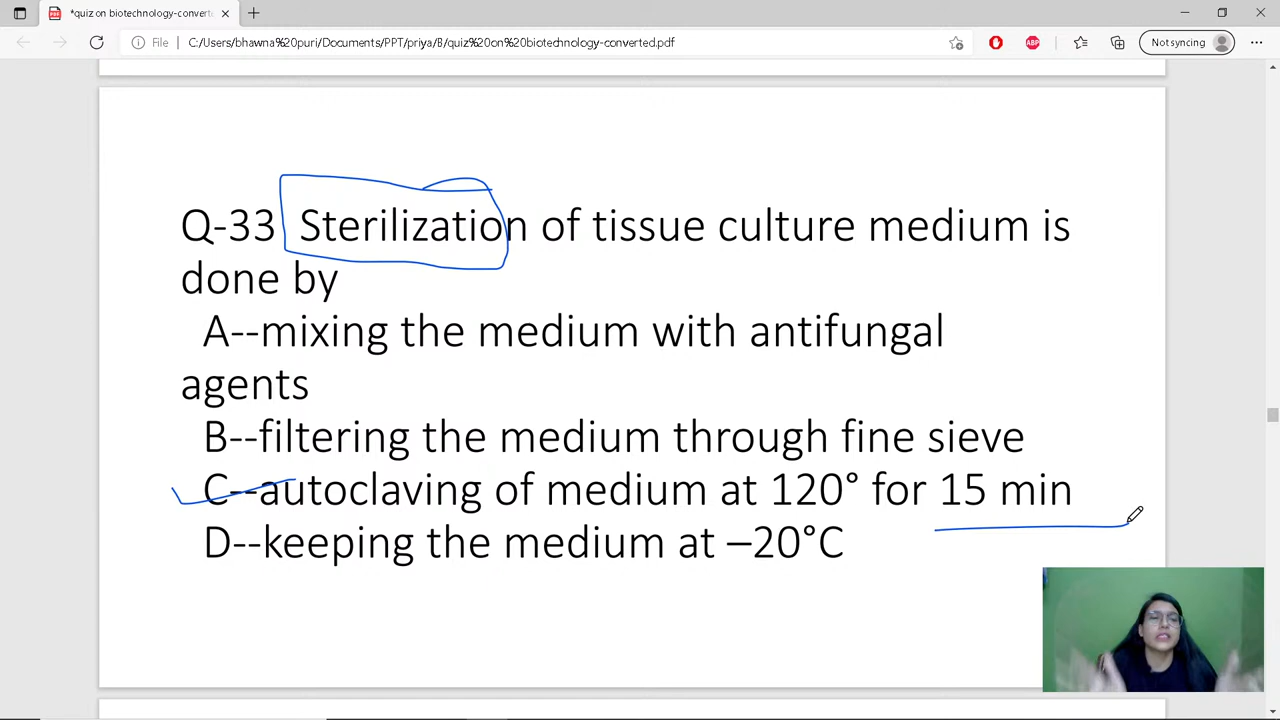 *quiz on biotechnology-converte
File
C:/Users/bhawna%20puri/Documents/PPT/priya/B/quiz%20on%20biotechnology-converted.pdf
ABP
Not syncing
Q-33 Sterilization of tissue culture medium is
done by
A--mixing the medium with antifungal
agents
B--filtering the medium through fine sieve
C--autoclaving of medium at 120° for 15 min
D--keeping the medium at –20°C